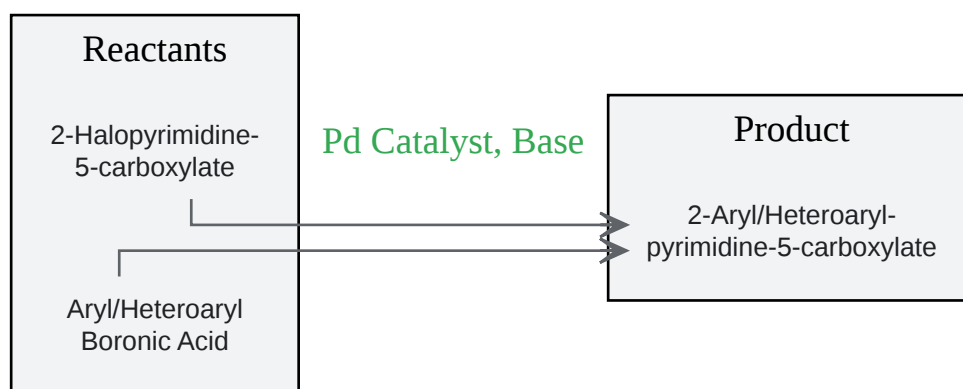 Reactants
2-Halopyrimidine-
5-carboxylate
Aryl/Heteroaryl
Boronic Acid
Pd Catalyst, Base
Product
2-Aryl/Heteroaryl-
pyrimidine-5-carboxylate